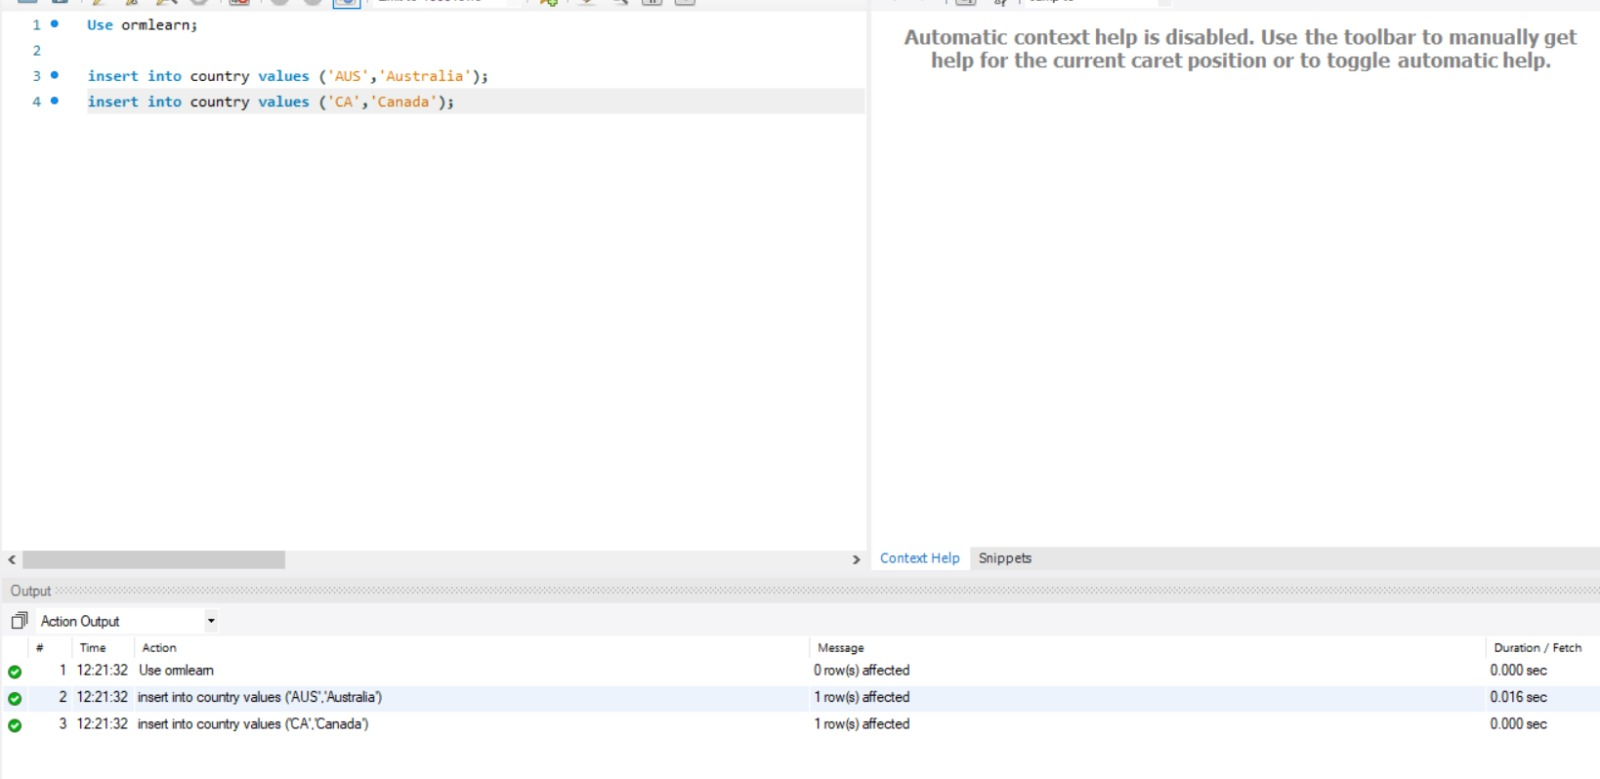 1 Use ormlearn;
2
3 insert into country values ('AUS','Australia');
4 insert into country values ('CA','Canada');
Automatic context help is disabled. Use the toolbar to manually get
help for the current caret position or to toggle automatic help.
Context Help Snippets
Output
Action Output
# Time Action Message Duration / Fetch
1 12:21:32 Use ormlearn 0 row(s) affected 0.000 sec
2 12:21:32 insert into country values ('AUS','Australia') 1 row(s) affected 0.016 sec
3 12:21:32 insert into country values ('CA','Canada') 1 row(s) affected 0.000 sec